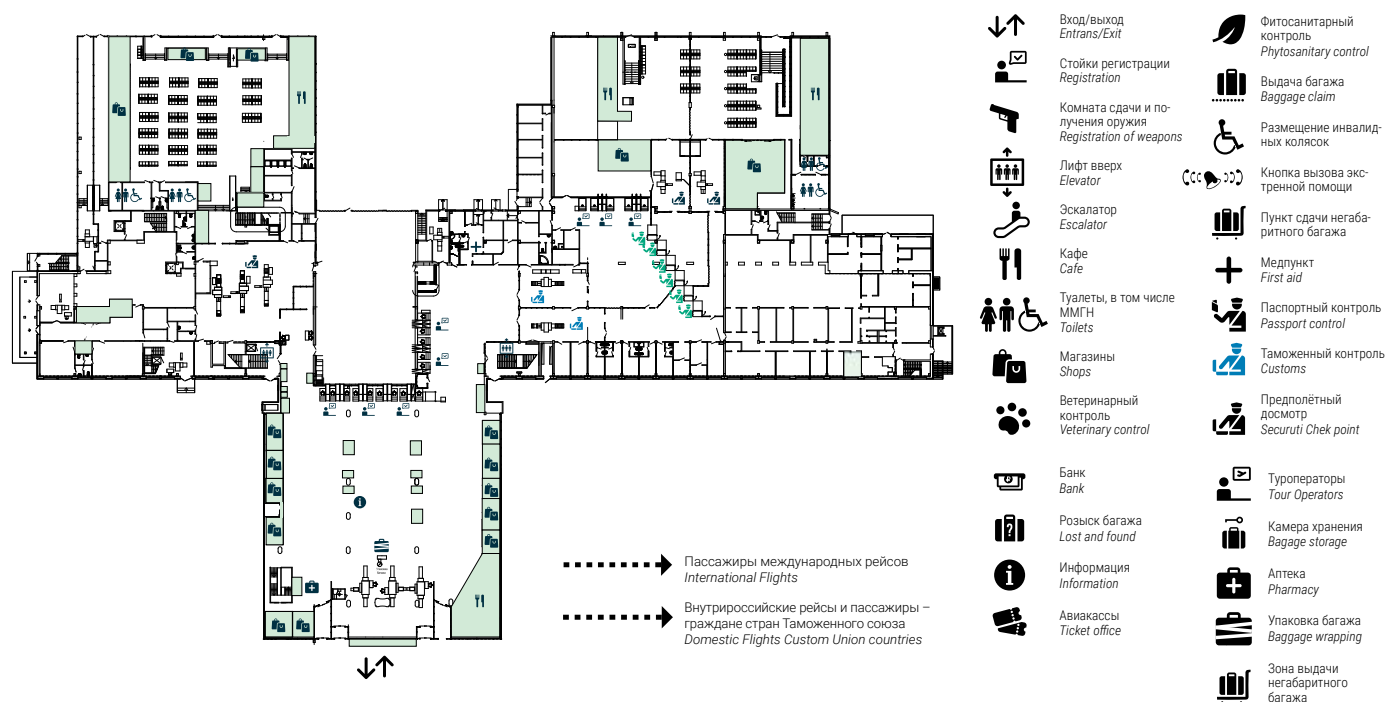 Вход/выход
Entrans/Exit
Стойки регистрации
Registration
Комната сдачи и по-
лучения оружия
Registration of weapons
Лифт вверх
Elevator
Эскалатор
Escalator
Кафе
Cafe
Туалеты, в том числе
ММГН
Toilets
Магазины
Shops
Ветеринарный
контроль
Veterinary control
Банк
Bank
Розыск багажа
Lost and found
Информация
Information
Авиакассы
Ticket office
Фитосанитарный
контроль
Phytosanitary control
Выдача багажа
Baggage claim
Размещение инвалид-
ных колясок
Кнопка вызова экс-
тренной помощи
Пункт сдачи негаба-
ритного багажа
Медпункт
First aid
Паспортный контроль
Passport control
Таможенный контроль
Customs
Предполётный
досмотр
Securuti Chek point
Туроператоры
Tour Operators
Камера хранения
Bagage storage
Аптека
Pharmacy
Упаковка багажа
Baggage wrapping
Зона выдачи
негабаритного
багажа
Пассажиры международных рейсов
International Flights
Внутрироссийские рейсы и пассажиры –
граждане стран Таможенного союза
Domestic Flights Custom Union countries